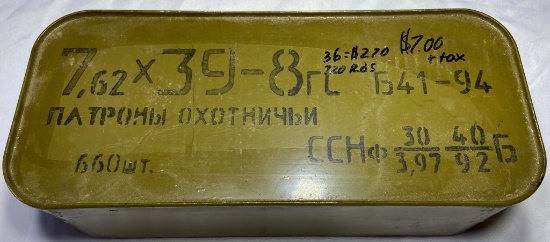 7,62×39-8гс Б41-94
36=$270
720 RdS
$7.00
+ tax
ПАТРОНЫ ОХОТНИЧЬИ
660шт.
ССНф 30/3,97 40/92 Б